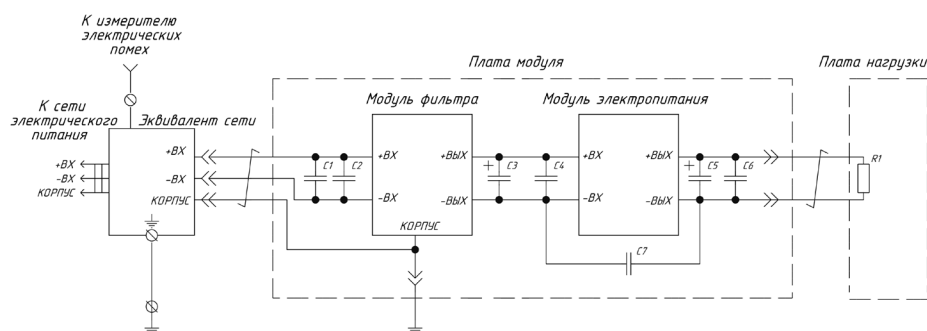 К измерителю
электрических
помех
К сети
электрического
питания
Эквивалент сети
+ВХ
-ВХ
КОРПУС
+ВХ
-ВХ
КОРПУС
Плата модуля
Модуль фильтра
C1
C2
+ВХ
-ВХ
+ВЫХ
-ВЫХ
КОРПУС
+
C3
C4
Модуль электропитания
+ВХ
-ВХ
+ВЫХ
-ВЫХ
+
C5
C6
C7
Плата нагрузки
R1